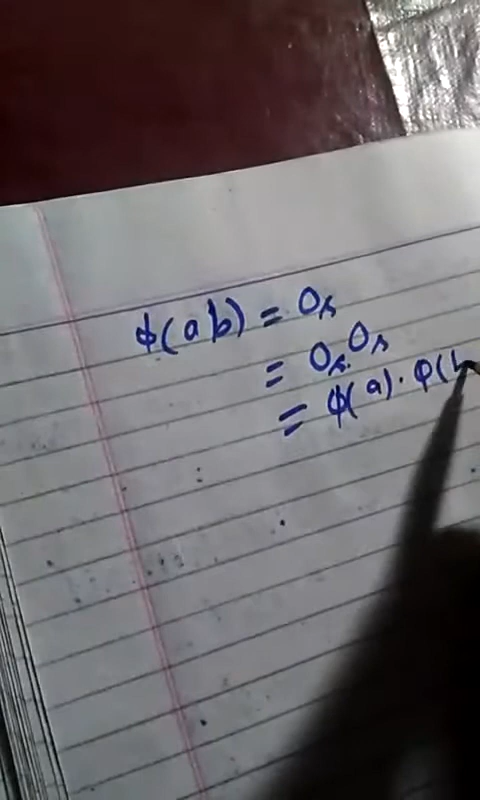 ϕ(ab) = 0ₛ
= 0ₛ.0ₛ
= ϕ(a).ϕ(b